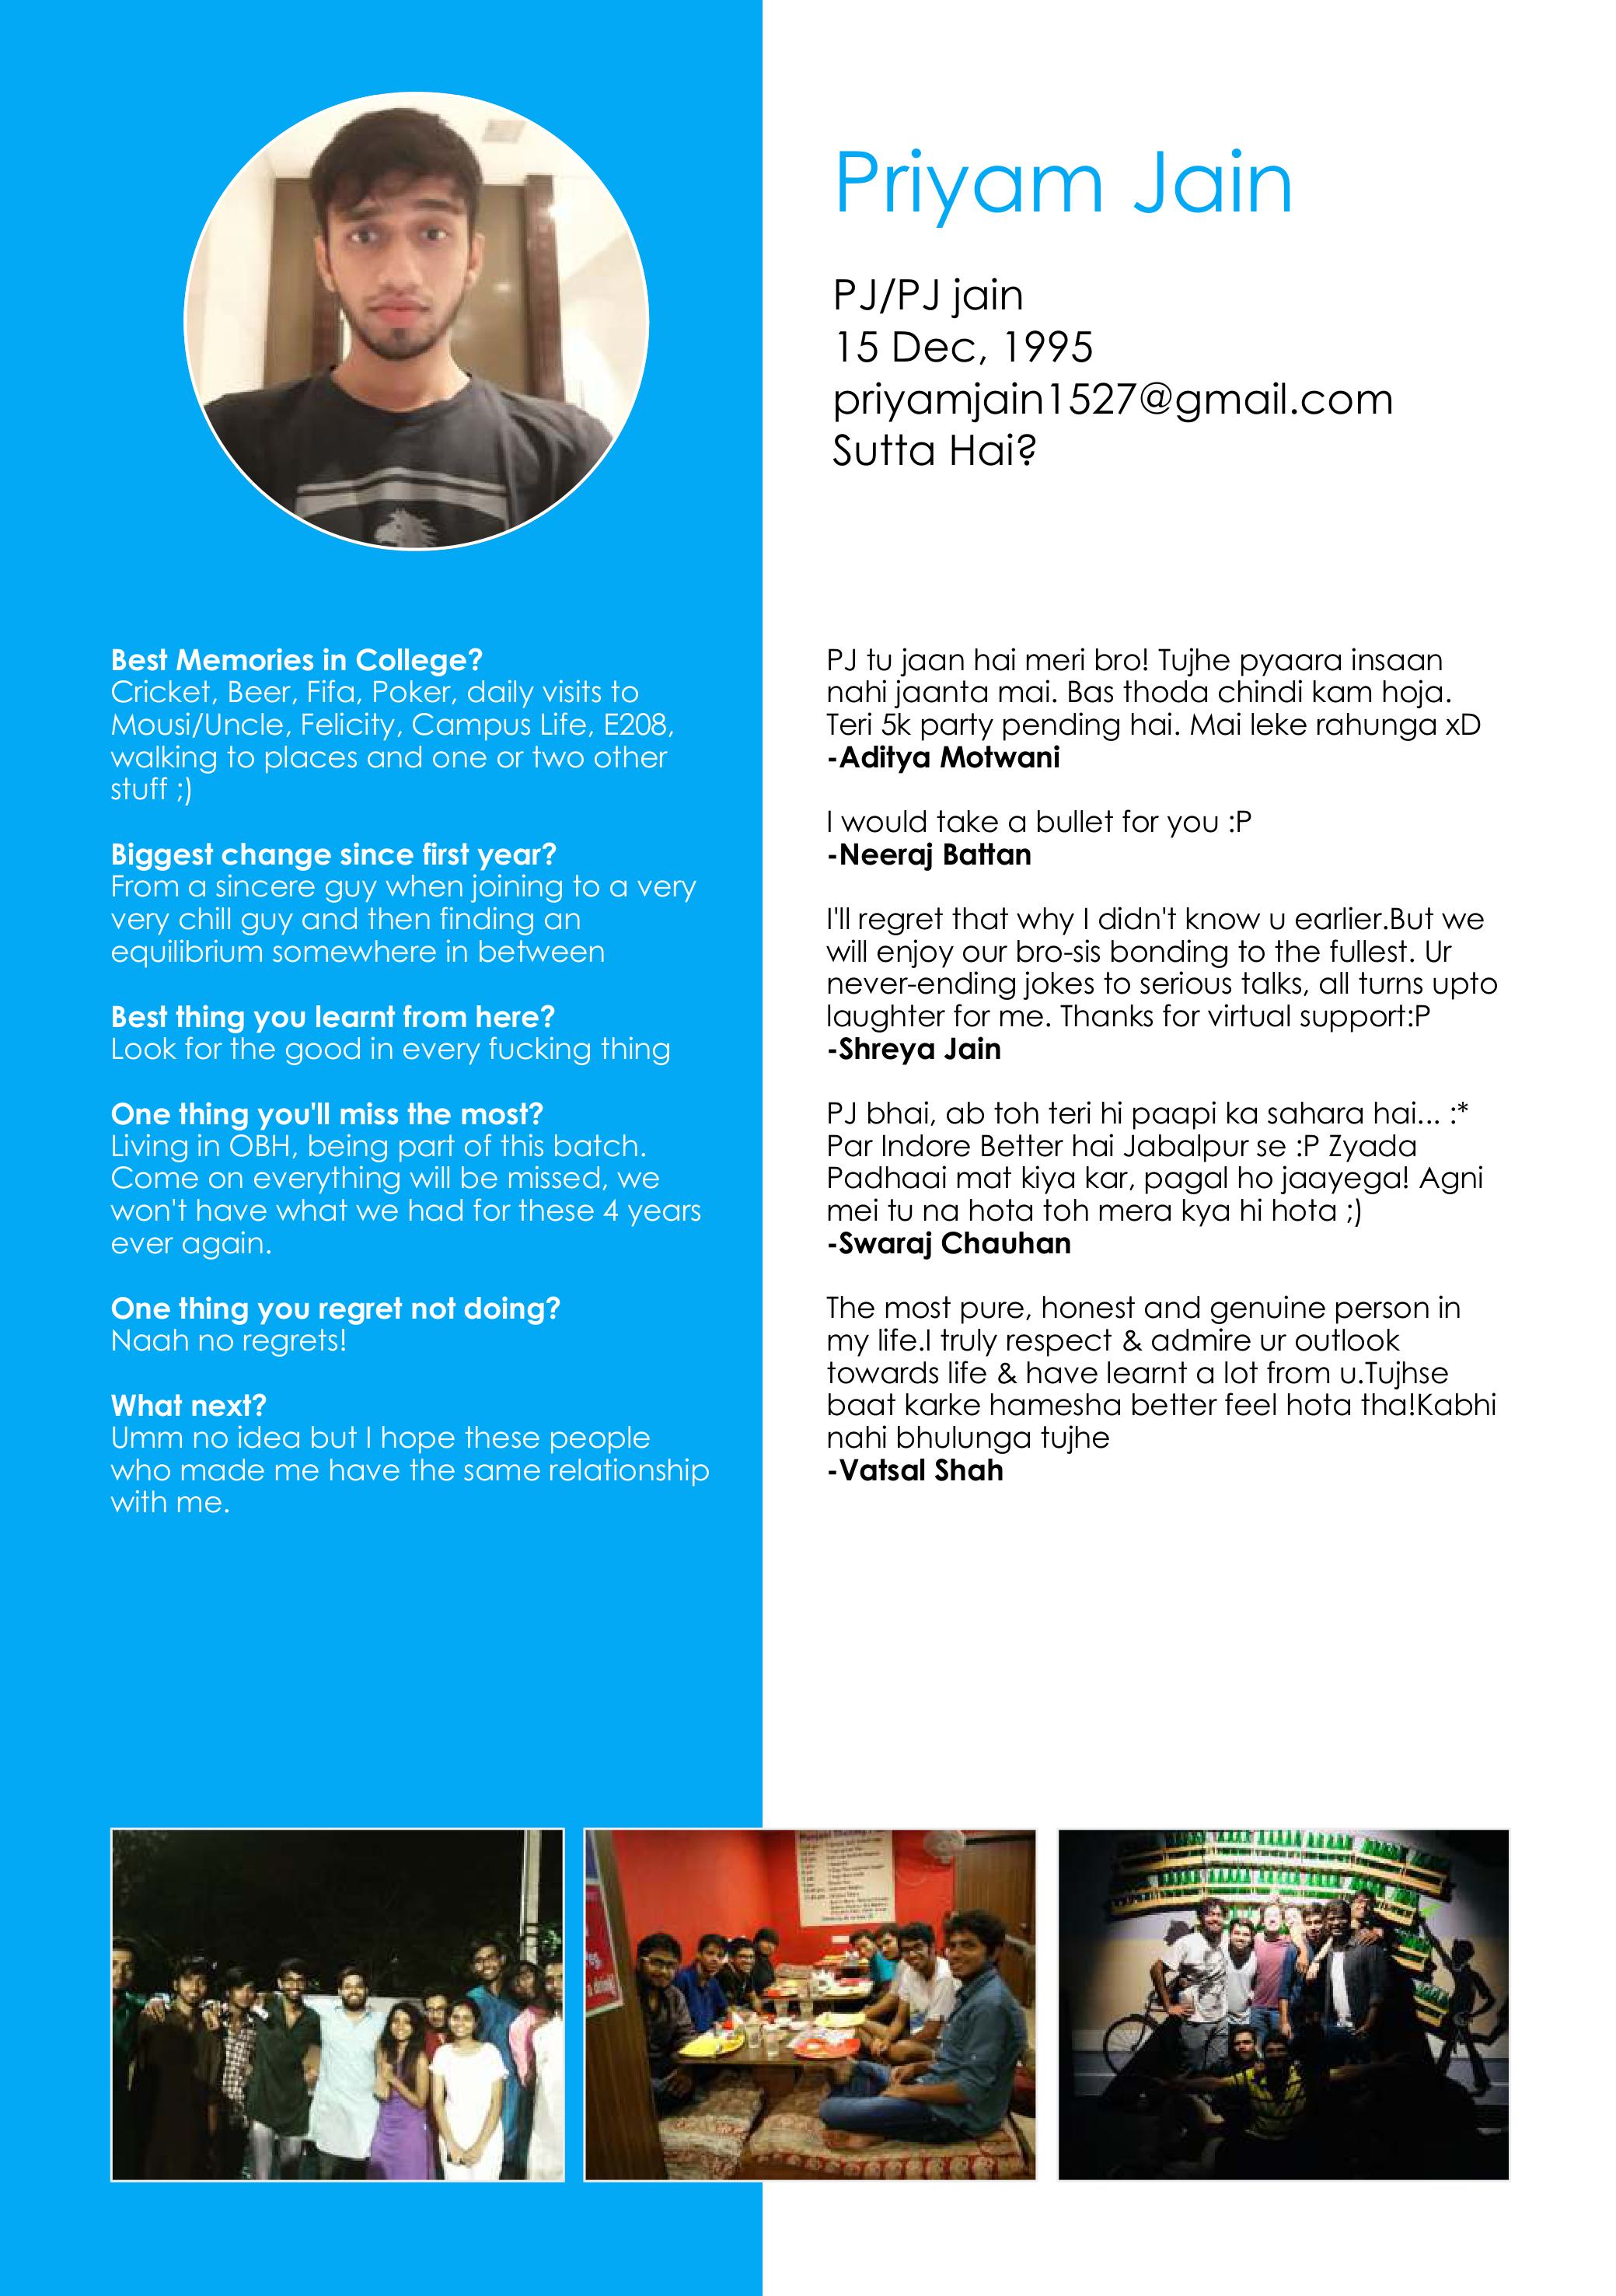 Priyam Jain
PJ/PJ jain
15 Dec, 1995
priyamjain1527@gmail.com
Sutta Hai?
Best Memories in College?
Cricket, Beer, Fifa, Poker, daily visits to
Mousi/Uncle, Felicity, Campus Life, E208,
walking to places and one or two other
stuff ;)
Biggest change since first year?
From a sincere guy when joining to a very
very chill guy and then finding an
equilibrium somewhere in between
Best thing you learnt from here?
Look for the good in every fucking thing
One thing you'll miss the most?
Living in OBH, being part of this batch.
Come on everything will be missed, we
won't have what we had for these 4 years
ever again.
One thing you regret not doing?
Naah no regrets!
What next?
Umm no idea but I hope these people
who made me have the same relationship
with me.
PJ tu jaan hai meri bro! Tujhe pyaara insaan
nahi jaanta mai. Bas thoda chindi kam hoja.
Teri 5k party pending hai. Mai leke rahunga xD
-Aditya Motwani
I would take a bullet for you :P
-Neeraj Battan
I'll regret that why I didn't know u earlier.But we
will enjoy our bro-sis bonding to the fullest. Ur
never-ending jokes to serious talks, all turns upto
laughter for me. Thanks for virtual support:P
-Shreya Jain
PJ bhai, ab toh teri hi paapi ka sahara hai... :*
Par Indore Better hai Jabalpur se :P Zyada
Padhaai mat kiya kar, pagal ho jaayega! Agni
mei tu na hota toh mera kya hi hota ;)
-Swaraj Chauhan
The most pure, honest and genuine person in
my life.I truly respect & admire ur outlook
towards life & have learnt a lot from u.Tujhse
baat karke hamesha better feel hota tha!Kabhi
nahi bhulunga tujhe
-Vatsal Shah